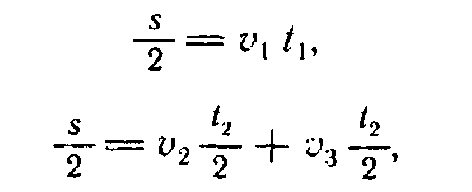 s/2 = v₁ t₁,
s/2 = v₂ t₂/2 + v₃ t₂/2,